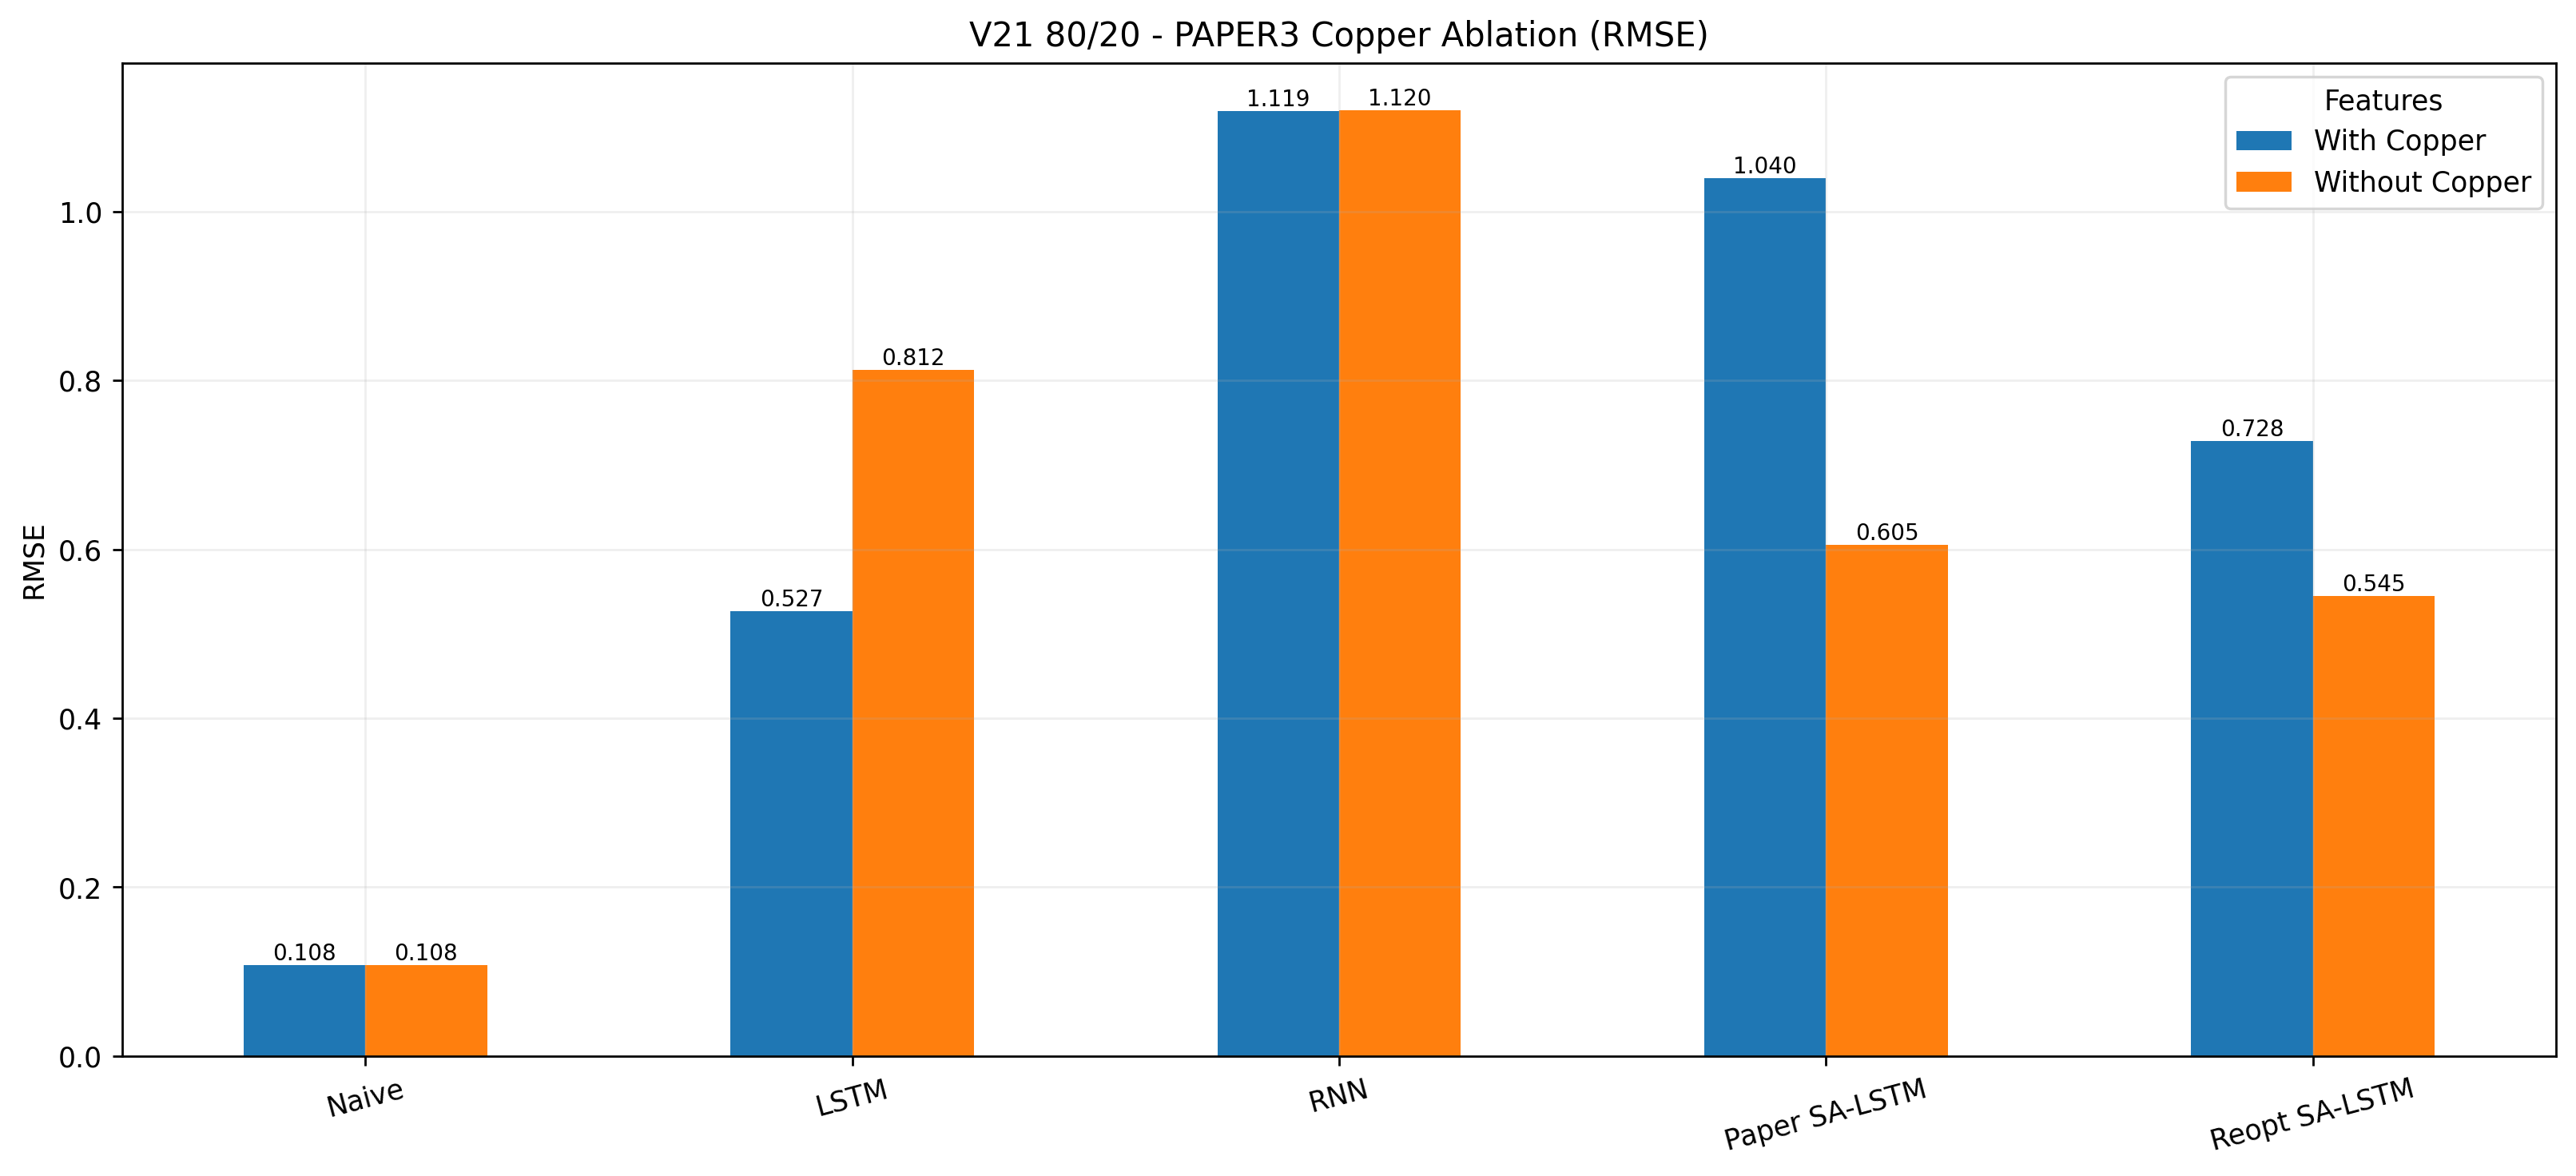 V21 80/20 - PAPER3 Copper Ablation (RMSE)
Features
With Copper
Without Copper
RMSE
1.0
0.8
0.6
0.4
0.2
0.0
0.108
0.108
0.527
0.812
1.119
1.120
1.040
0.605
0.728
0.545
Naive
LSTM
RNN
Paper SA-LSTM
Reopt SA-LSTM